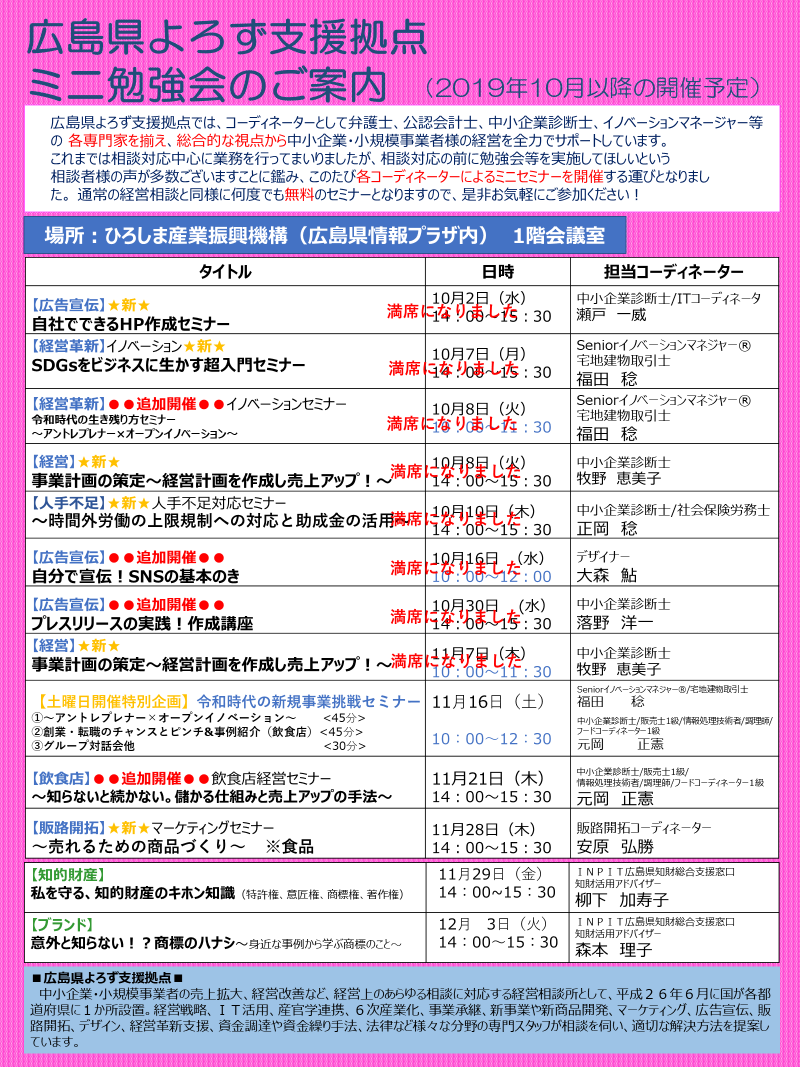 広島県よろず支援拠点
ミニ勉強会のご案内 （2019年10月以降の開催予定）
広島県よろず支援拠点では、コーディネーターとして弁護士、公認会計士、中小企業診断士、イノベーションマネージャー等
の 各専門家を揃え、総合的な視点から中小企業・小規模事業者様の経営を全力でサポートしています。
これまでは相談対応中心に業務を行ってまいりましたが、相談対応の前に勉強会等を実施してほしいという
相談者様の声が多数ございますことに鑑み、このたび各コーディネーターによるミニセミナーを開催する運びとなりまし
た。通常の経営相談と同様に何度でも無料のセミナーとなりますので、是非お気軽にご参加ください！
場所：ひろしま産業振興機構（広島県情報プラザ内） 1階会議室
タイトル 日時 担当コーディネーター
【広告宣伝】★新★
自社でできるHP作成セミナー
満席になりました
10月2日（水）
14：00～15：30
中小企業診断士/ITコーディネータ
瀬戸 一威
【経営革新】イノベーション★新★
SDGsをビジネスに生かす超入門セミナー
満席になりました
10月7日（月）
14：00～15：30
Seniorイノベーションマネジャー®
宅地建物取引士
福田 稔
【経営革新】●●追加開催●●イノベーションセミナー
令和時代の生き残り方セミナー
～アントレプレナー×オープンイノベーション～
満席になりました
10月8日（火）
10：00～11：30
Seniorイノベーションマネジャー®
宅地建物取引士
福田 稔
【経営】★新★
事業計画の策定～経営計画を作成し売上アップ！～
満席になりました
10月8日（火）
14：00～15：30
中小企業診断士
牧野 恵美子
【人手不足】★新★人手不足対応セミナー
～時間外労働の上限規制への対応と助成金の活用～
満席になりました
10月10日（木）
14：00～15：30
中小企業診断士/社会保険労務士
正岡 稔
【広告宣伝】●●追加開催●●
自分で宣伝！SNSの基本のき
満席になりました
10月16日 （水）
10：00～12：00
デザイナー
大森 鮎
【広告宣伝】●●追加開催●●
プレスリリースの実践！作成講座
満席になりました
10月30日 （水）
14：00～15：30
中小企業診断士
落野 洋一
【経営】★新★
事業計画の策定～経営計画を作成し売上アップ！～
満席になりました
11月7日（木）
10：00～11：30
中小企業診断士
牧野 恵美子
【土曜日開催特別企画】令和時代の新規事業挑戦セミナー
①～アントレプレナー×オープンイノベーション～ <45分>
②創業・転職のチャンスとピンチ&事例紹介（飲食店）<45分>
③グループ対話会他 <30分>
11月16日（土）
10：00～12：30
Seniorイノベーションマネジャー®/宅地建物取引士
福田 稔
中小企業診断士/販売士1級/情報処理技術者/調理師/
フードコーディネーター1級
元岡 正憲
【飲食店】●●追加開催●●飲食店経営セミナー
～知らないと続かない。儲かる仕組みと売上アップの手法～
11月21日（木）
14：00～15：30
中小企業診断士/販売士1級/
情報処理技術者/調理師/フードコーディネーター1級
元岡 正憲
【販路開拓】★新★マーケティングセミナー
～売れるための商品づくり～ ※食品
11月28日（木）
14：00～15：30
販路開拓コーディネーター
安原 弘勝
【知的財産】
私を守る、知的財産のキホン知識（特許権、意匠権、商標権、著作権）
11月29日（金）
14：00~15：30
ＩＮＰＩＴ広島県知財総合支援窓口
知財活用アドバイザー
柳下 加寿子
【ブランド】
意外と知らない！？商標のハナシ～身近な事例から学ぶ商標のこと～
12月 3日（火）
14：00～15：30
ＩＮＰＩＴ広島県知財総合支援窓口
知財活用アドバイザー
森本 理子
■広島県よろず支援拠点■
中小企業・小規模事業者の売上拡大、経営改善など、経営上のあらゆる相談に対応する経営相談所として、平成２６年６月に国が各都
道府県に１か所設置。経営戦略、ＩＴ活用、産官学連携、６次産業化、事業承継、新事業や新商品開発、マーケティング、広告宣伝、販
路開拓、デザイン、経営革新支援、資金調達や資金繰り手法、法律など様々な分野の専門スタッフが相談を伺い、適切な解決方法を提案し
ています。